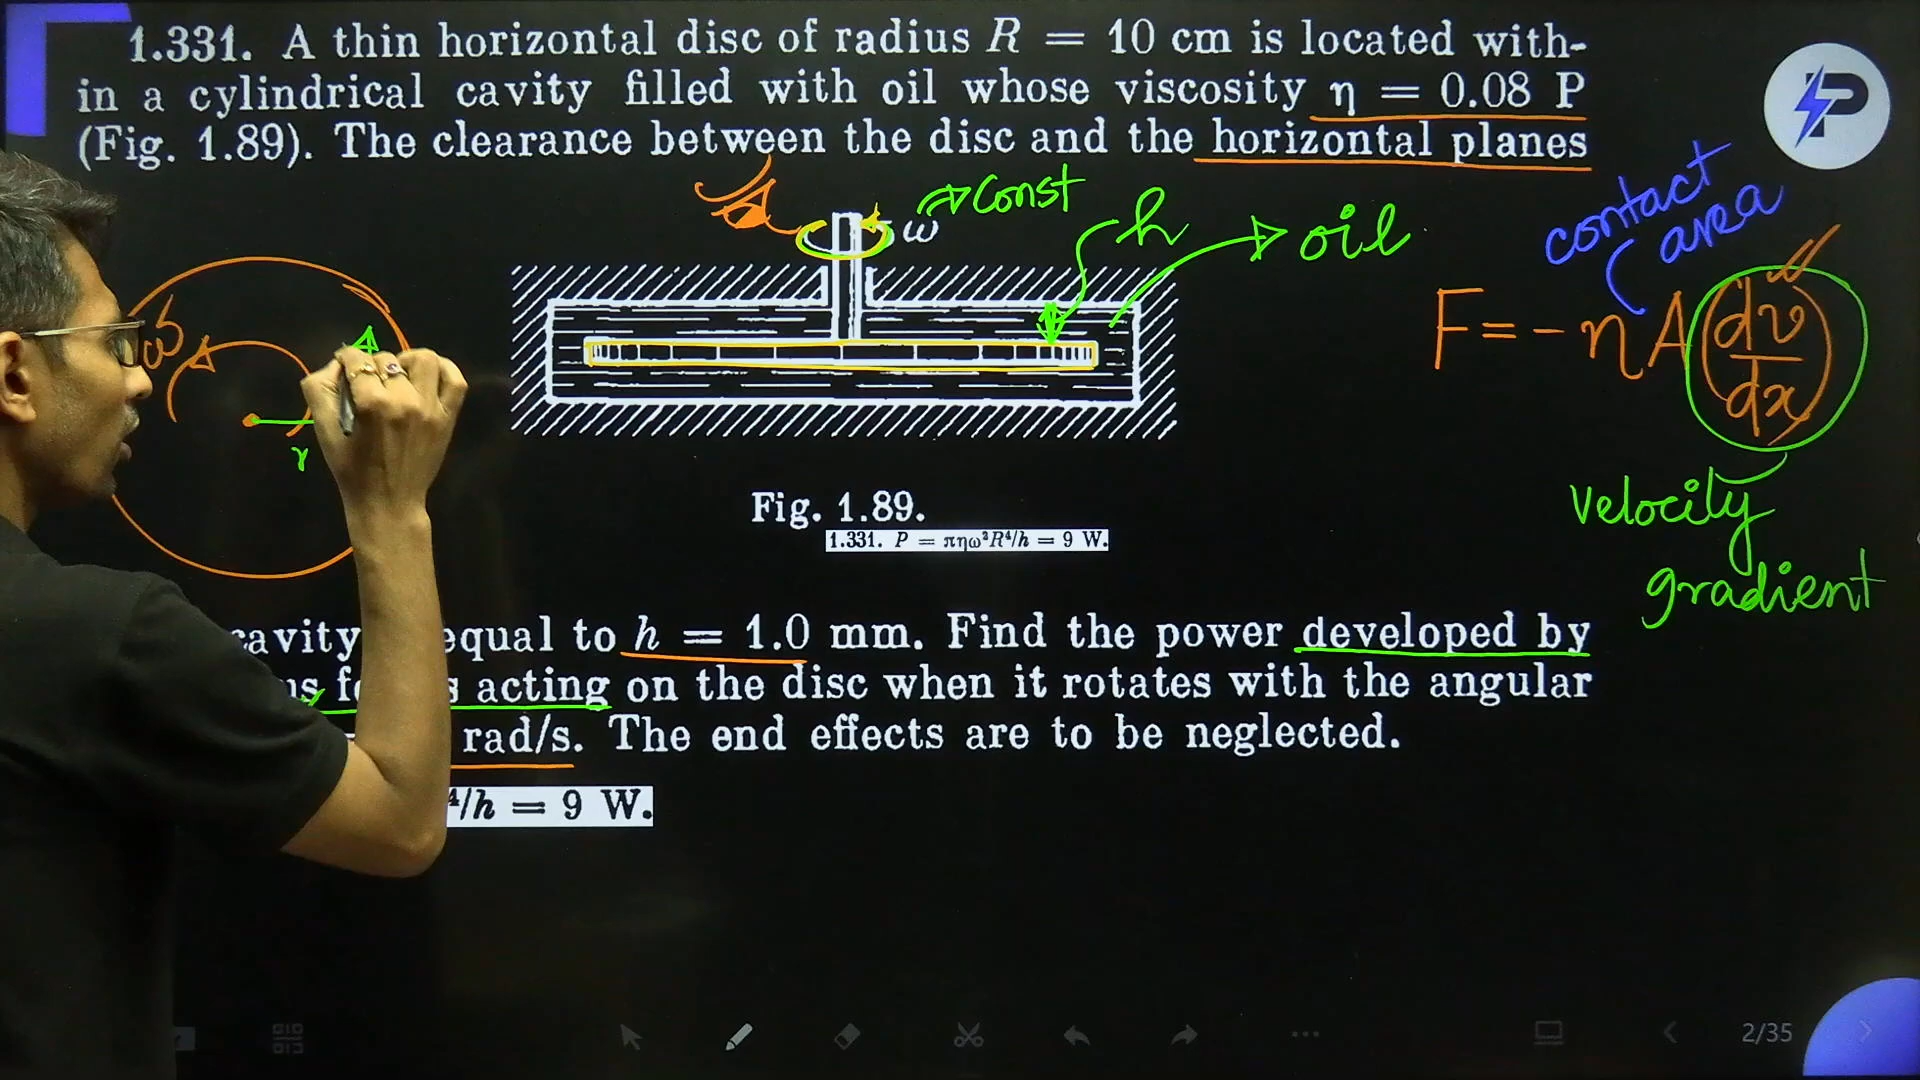 1.331. A thin horizontal disc of radius R = 10 cm is located with-
in a cylindrical cavity filled with oil whose viscosity η = 0.08 P
(Fig. 1.89). The clearance between the disc and the horizontal planes
ω → const
h
→ oil
contact
area
F = - η A (dv/dx)
velocity
gradient
ω
r
Fig. 1.89.
1.331. P = πηω²R⁴/h = 9 W.
cavity equal to h = 1.0 mm. Find the power developed by
acting on the disc when it rotates with the angular
rad/s. The end effects are to be neglected.
⁴/h = 9 W.
2/35